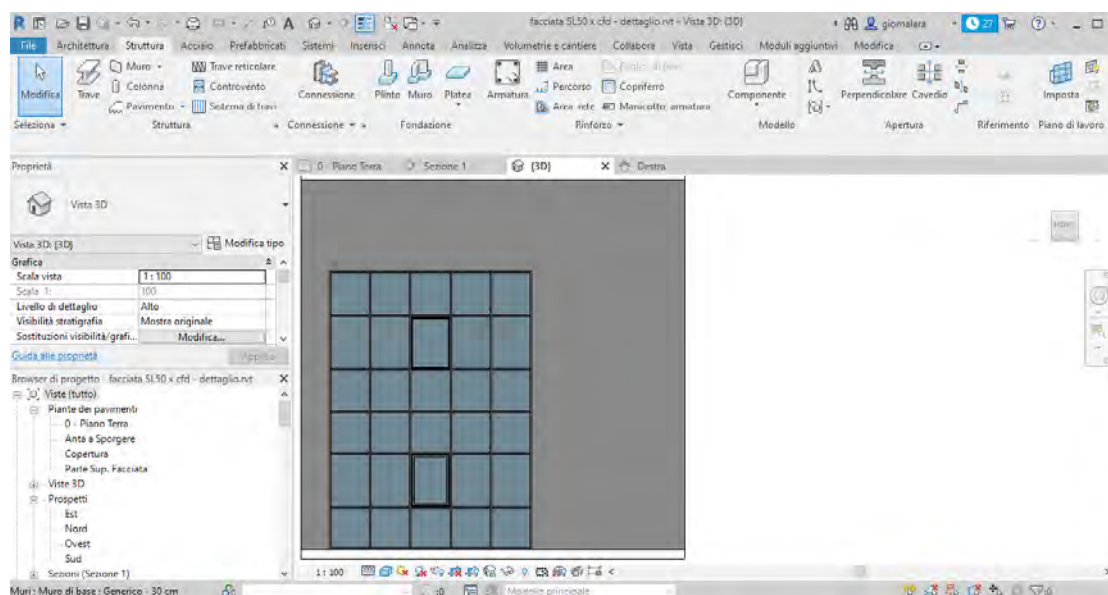 facciata SL50 x cfd - dettaglio.rvt - Vista 3D: {3D}
giomalera
27
File Architettura Struttura Acciaio Prefabbricati Sistemi Inserisci Annota Analizza Volumetrie e cantiere Collabora Vista Gestisci Moduli aggiuntivi Modifica
Muro Trave reticolare Area Copriferro
Colonna Controvento Percorso
Pavimento Sistema di travi Area rete Manicotto armatura
Modifica Trave Connessione Plinto Muro Platea Armatura Componente Perpendicolare Cavedio Imposta
Seleziona Struttura Connessione Fondazione Rinforzo Modello Apertura Riferimento Piano di lavoro
Proprietà X
0 - Piano Terra Sezione 1 {3D} X Destra
Vista 3D
Vista 3D: {3D} Modifica tipo
Grafica
Scala vista 1 : 100
Scala 1: 100
Livello di dettaglio Alto
Visibilità stratigrafia Mostra originale
Sostituzioni visibilità/grafi... Modifica...
Guida alle proprietà Applica
Browser di progetto - facciata SL50 x cfd - dettaglio.rvt X
Viste (tutto)
Piante dei pavimenti
0 - Piano Terra
Anta a Sporgere
Copertura
Parte Sup. Facciata
Viste 3D
Prospetti
Est
Nord
Ovest
Sud
Sezioni (Sezione 1)
1 : 100
Muri : Muro di base : Generico - 30 cm
:0
Modello principale
:0